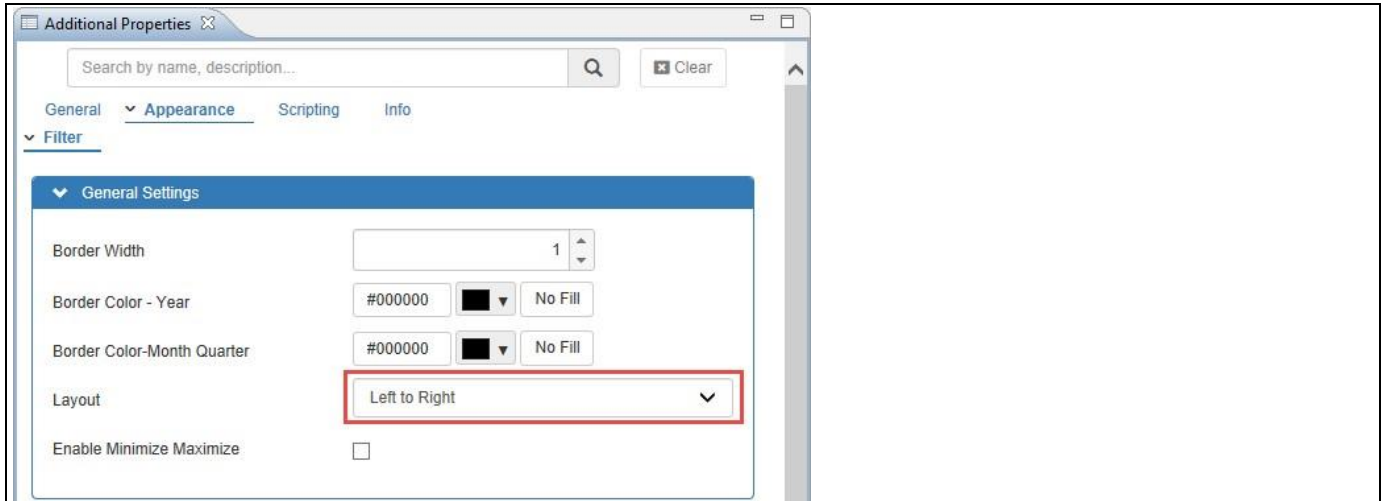 Additional Properties
Search by name, description... Clear
General Appearance Scripting Info
Filter
General Settings
Border Width 1
Border Color - Year #000000 No Fill
Border Color-Month Quarter #000000 No Fill
Layout Left to Right
Enable Minimize Maximize